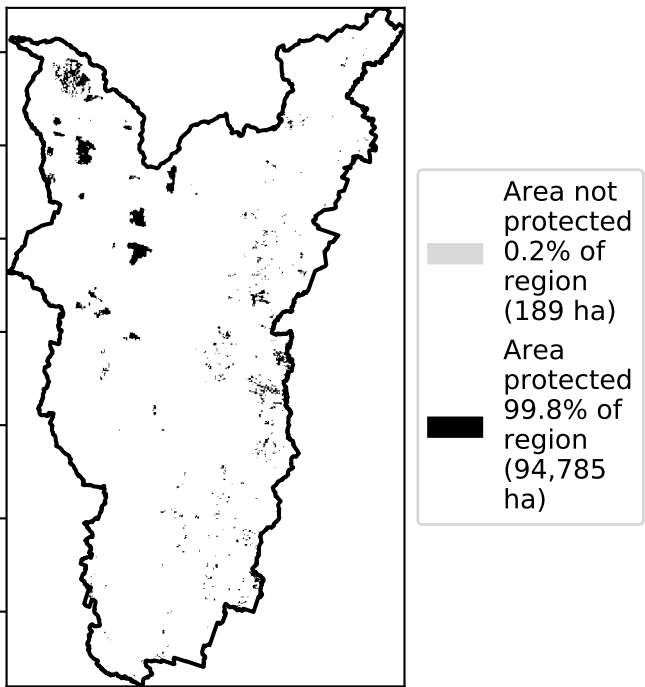 Area not
protected
0.2% of
region
(189 ha)
Area
protected
99.8% of
region
(94,785
ha)